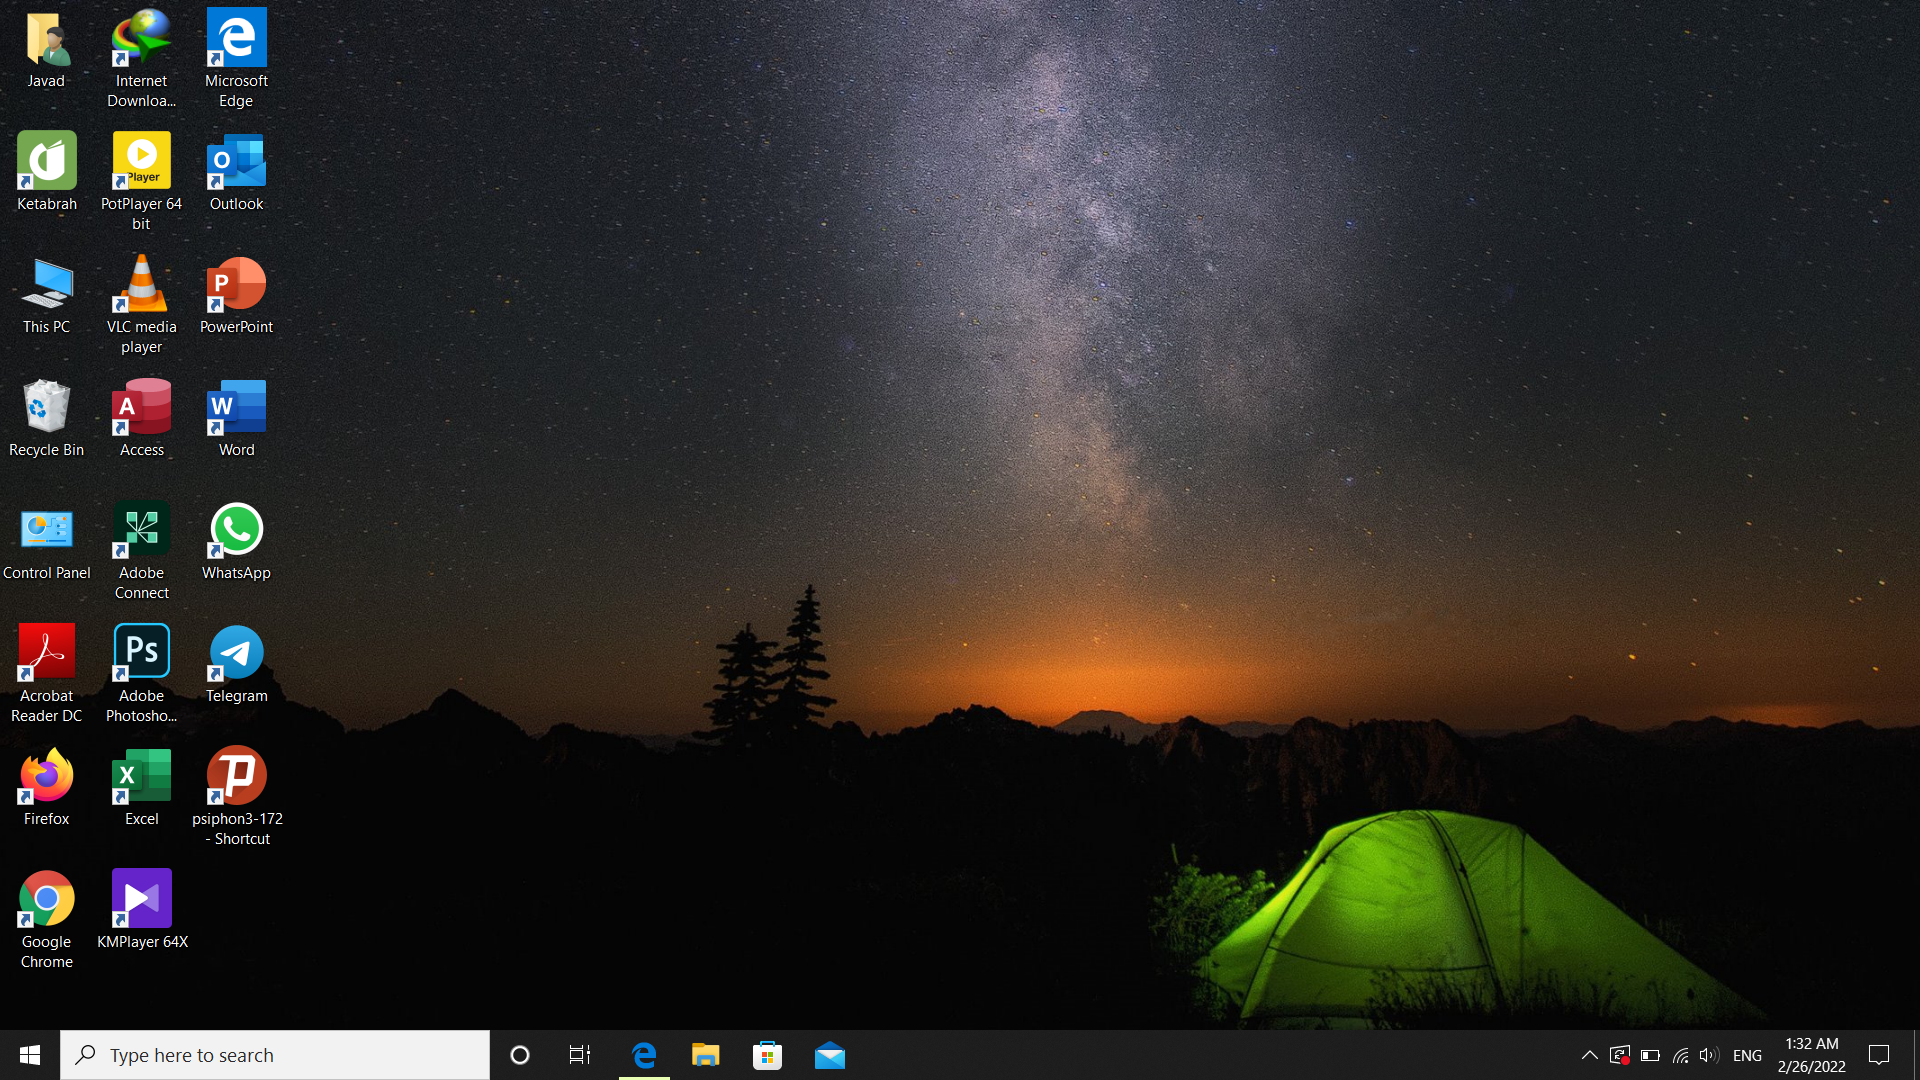 Javad
Internet
Downloa...
Microsoft
Edge
Ketabrah
Player
PotPlayer 64
bit
O
Outlook
This PC
VLC media
player
P
PowerPoint
Recycle Bin
A
Access
W
Word
Control Panel
Adobe
Connect
WhatsApp
Acrobat
Reader DC
Ps
Adobe
Photosho...
Telegram
Firefox
X
Excel
P
psiphon3-172
- Shortcut
Google
Chrome
KMPlayer 64X
Type here to search
ENG
1:32 AM
2/26/2022